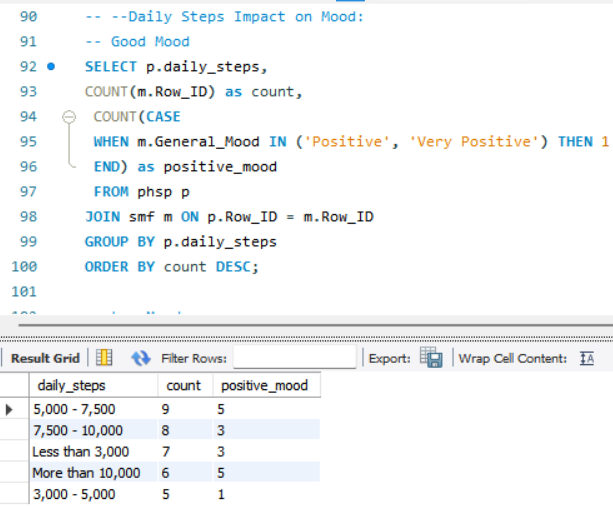 90 -- --Daily Steps Impact on Mood:
91 -- Good Mood
92 SELECT p.daily_steps,
93 COUNT(m.Row_ID) as count,
94 COUNT(CASE
95 WHEN m.General_Mood IN ('Positive', 'Very Positive') THEN 1
96 END) as positive_mood
97 FROM phsp p
98 JOIN smf m ON p.Row_ID = m.Row_ID
99 GROUP BY p.daily_steps
100 ORDER BY count DESC;
101
Result Grid Filter Rows: Export: Wrap Cell Content:
daily_steps count positive_mood
5,000 - 7,500 9 5
7,500 - 10,000 8 3
Less than 3,000 7 3
More than 10,000 6 5
3,000 - 5,000 5 1